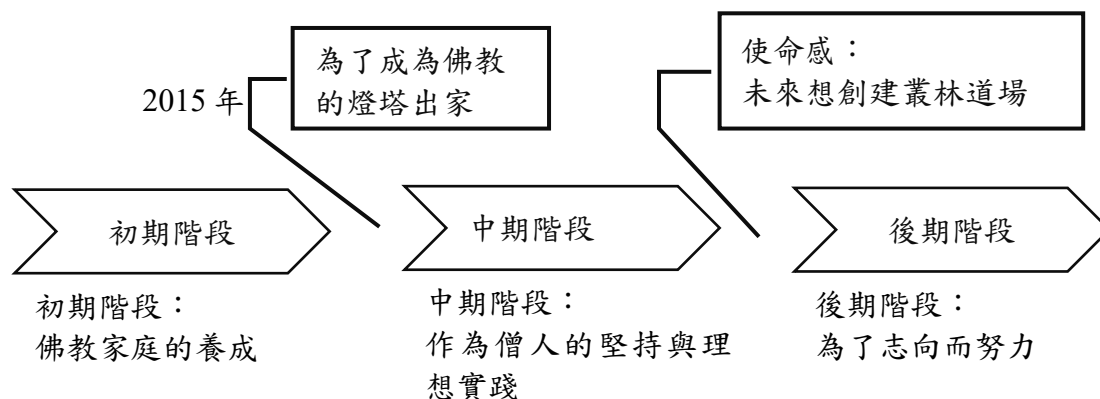 為了成為佛教
的燈塔出家
2015 年
使命感：
未來想創建叢林道場
初期階段
中期階段
後期階段
初期階段：
佛教家庭的養成
中期階段：
作為僧人的堅持與理
想實踐
後期階段：
為了志向而努力